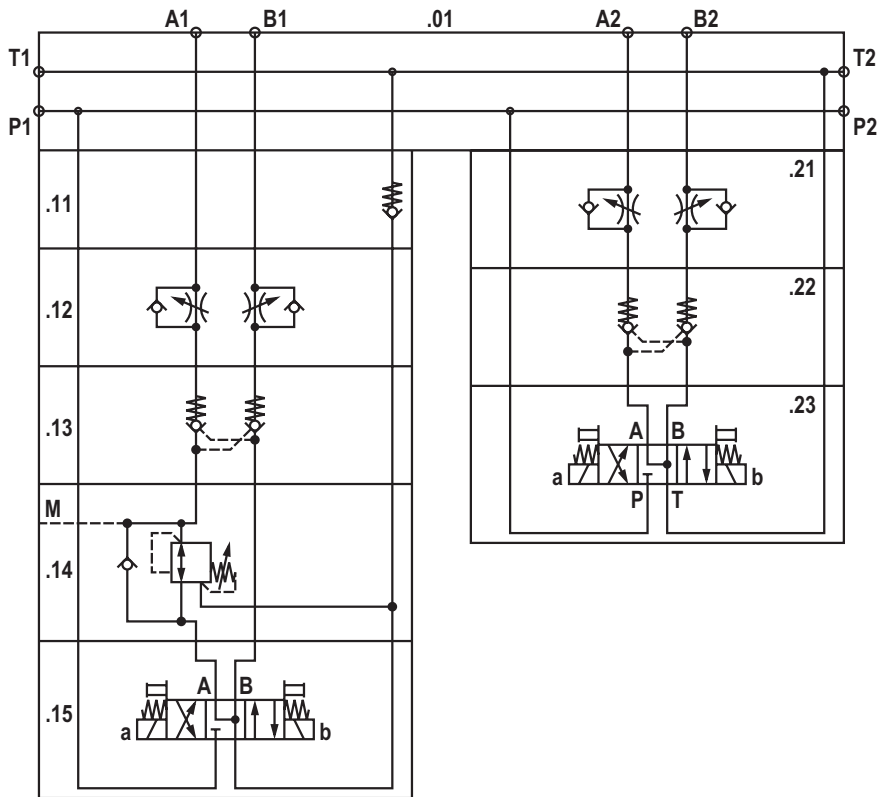 A1 B1 .01 A2 B2
T1 T2
P1 P2
.11 .21
.12 .22
.13 .23
A B
a b
P T
M
.14
A B
.15
a b